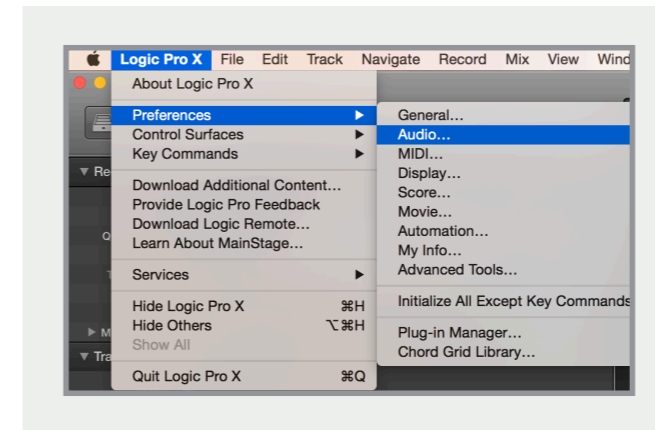 Logic Pro X File Edit Track Navigate Record Mix View Wind
About Logic Pro X
Preferences
Control Surfaces
Key Commands
Download Additional Content...
Provide Logic Pro Feedback
Download Logic Remote...
Learn About MainStage...
Services
Hide Logic Pro X ⌘H
Hide Others ⌥⌘H
Show All
Quit Logic Pro X ⌘Q
General...
Audio...
MIDI...
Display...
Score...
Movie...
Automation...
My Info...
Advanced Tools...
Initialize All Except Key Commands
Plug-in Manager...
Chord Grid Library...
Re
Q
M
Tra